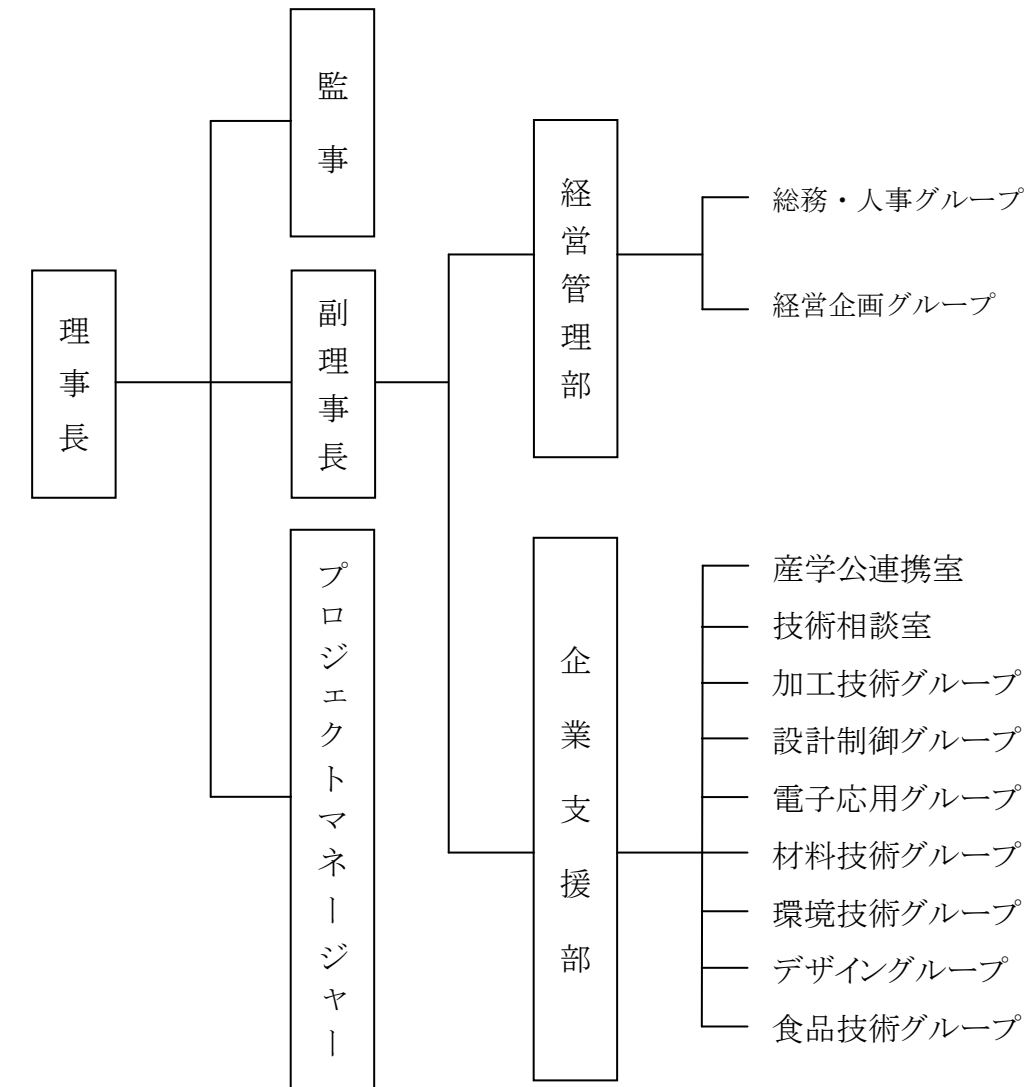 理事長
監事
副理事長
プロジェクトマネージャー
経営管理部
総務・人事グループ
経営企画グループ
企業支援部
産学公連携室
技術相談室
加工技術グループ
設計制御グループ
電子応用グループ
材料技術グループ
環境技術グループ
デザイングループ
食品技術グループ